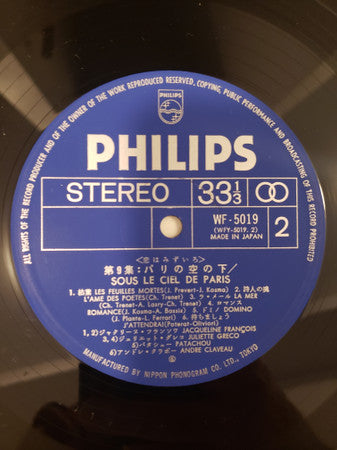 ALL RIGHTS OF THE RECORD PRODUCER AND OF THE OWNER OF THE WORK REPRODUCED RESERVED. COPYING, PUBLIC PERFORMANCE AND BROADCASTING OF THIS RECORD PROHIBITED
PHILIPS
PHILIPS
STEREO 33 1/3
WF-5019
(WFY-5019. 2)
MADE IN JAPAN
2
〈恋はみずいろ〉
第9集：パリの空の下/
SOUS LE CIEL DE PARIS
1. 枯葉 LES FEUILLES MORTES(J. Prevert-J. Kosma) 2. 詩人の魂
L'AME DES POETES(Ch. Trenet) 3. ラ・メール LA MER
(Ch. Trenet-A. Lasry-Ch. Trenet) 4. ロマンス
ROMANCE(J. Kosma-A. Bassis) 5. ドミノ DOMINO
(J. Plante-L. Ferrari) 6. 待ちましょう
J'ATTENDRAI(Poterat-Olivieri)
1, 2)ジャクリーヌ・フランソワ JACQUELINE FRANÇOIS
3, 4)ジュリエット・グレコ JULIETTE GRECO
5)パタシュー PATACHOU
6)アンドレ・クラボー ANDRE CLAVEAU
MANUFACTURED BY NIPPON PHONOGRAM CO., LTD., TOKYO